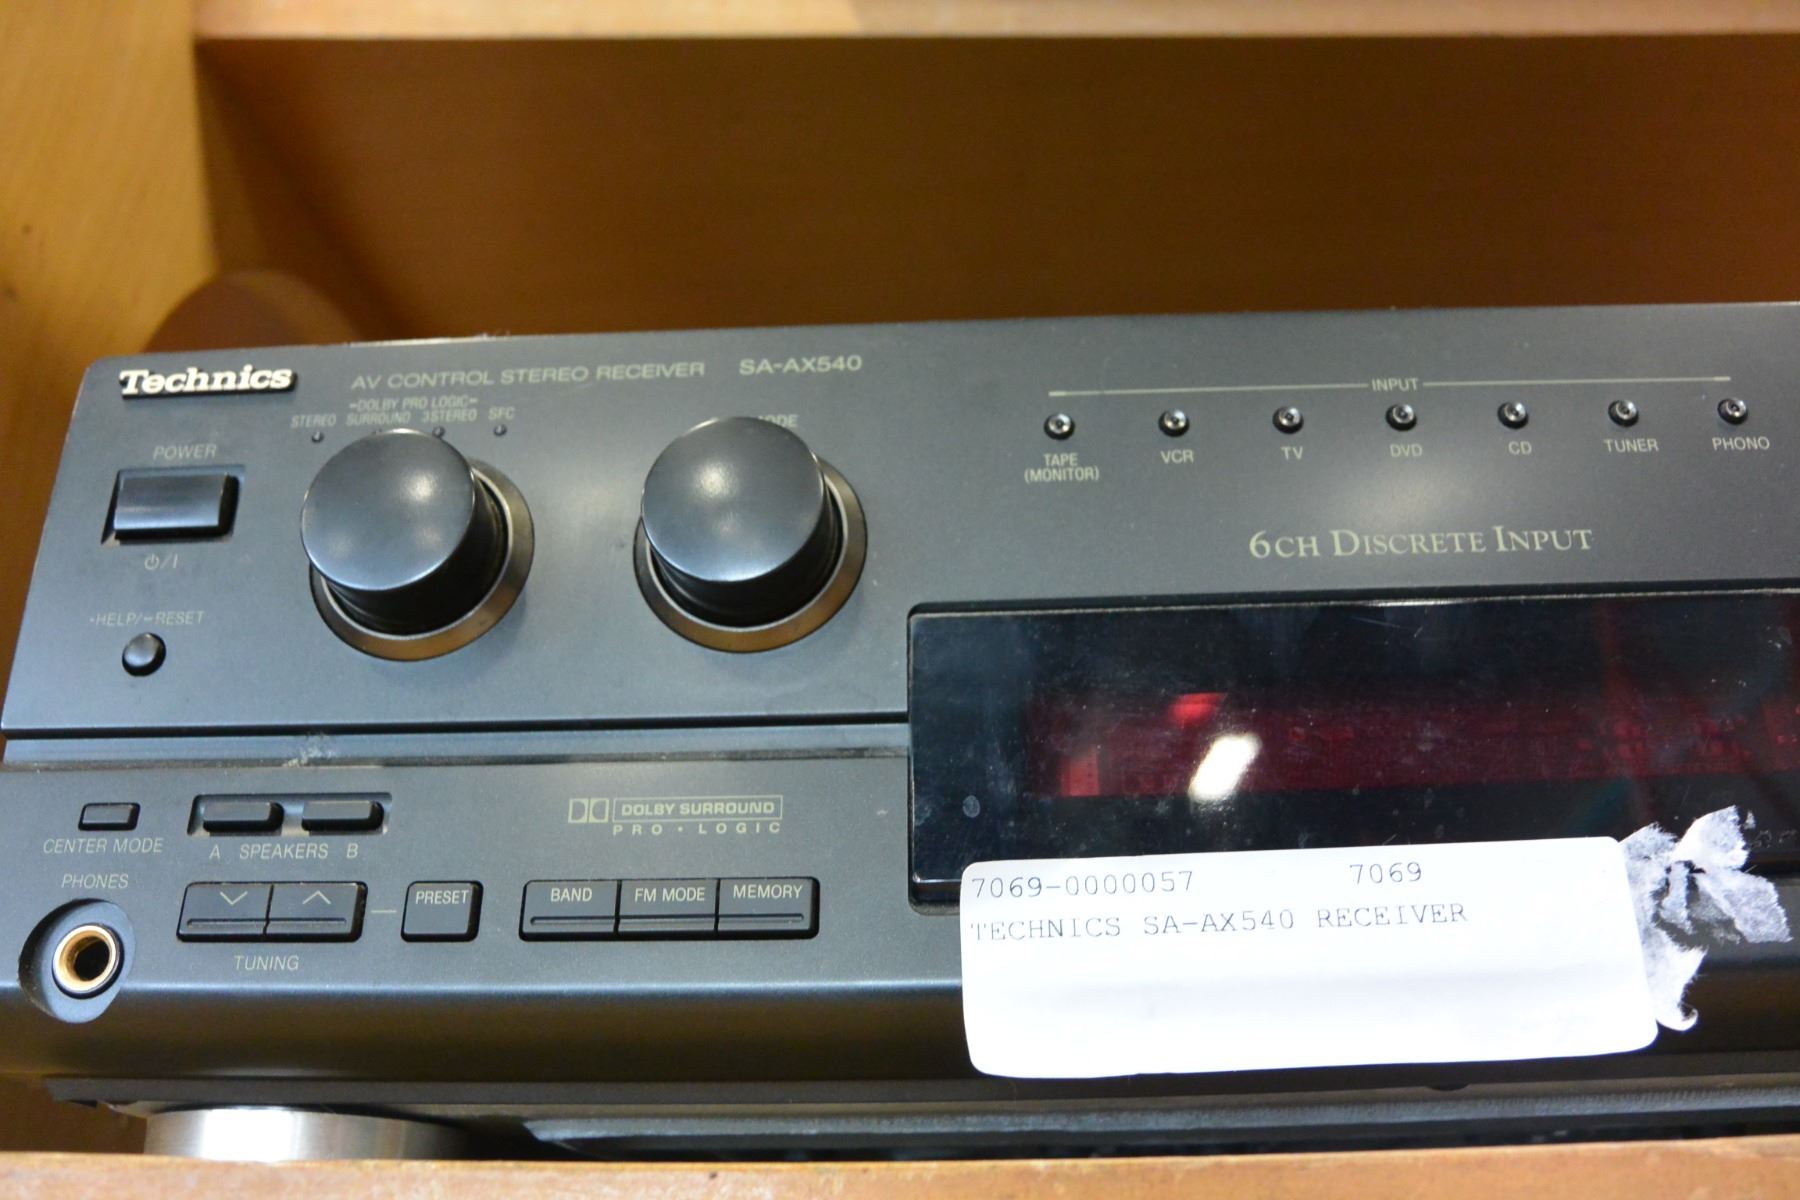 Technics
AV CONTROL STEREO RECEIVER SA-AX540
-DOLBY PRO LOGIC-
STEREO SURROUND 3STEREO SFC
POWER
⏻/I
-HELP/-RESET
INPUT
TAPE (MONITOR) VCR TV DVD CD TUNER PHONO
6CH DISCRETE INPUT
CENTER MODE
A SPEAKERS B
DOLBY SURROUND
PRO • LOGIC
PHONES
PRESET
BAND FM MODE MEMORY
TUNING
7069-0000057 7069
TECHNICS SA-AX540 RECEIVER